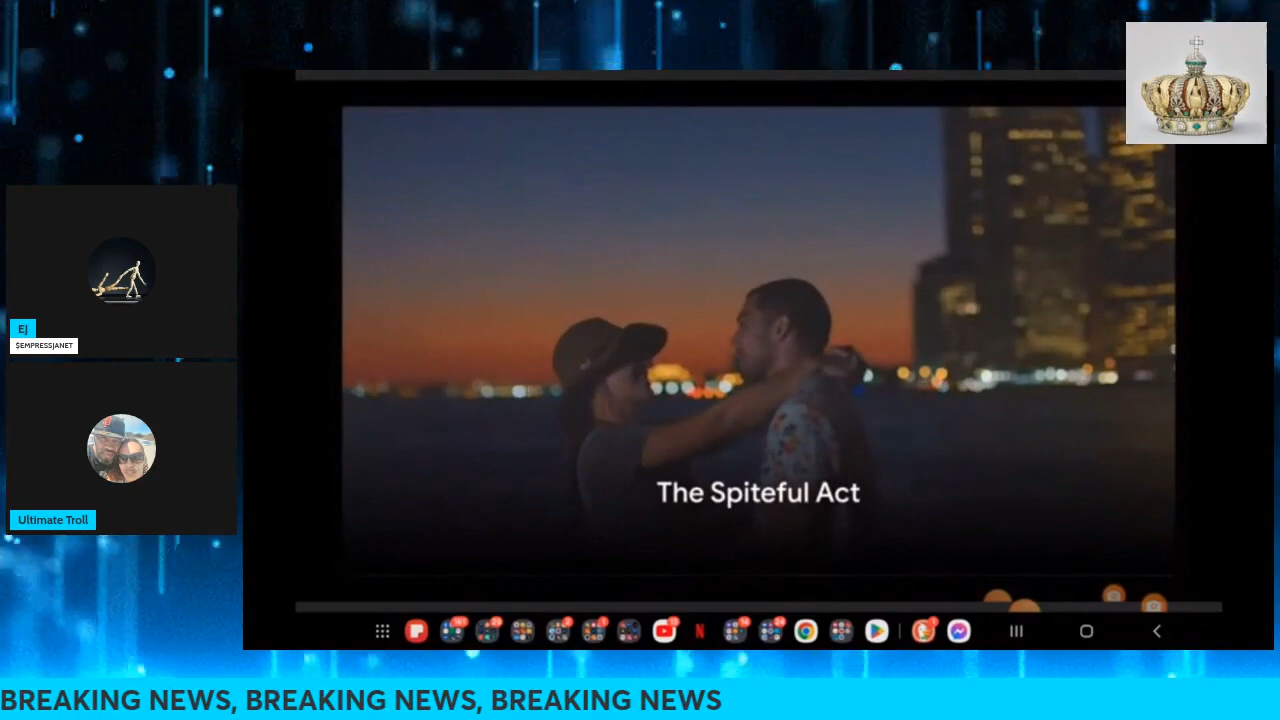 EJ
$EMPRESSJANET
Ultimate Troll
The Spiteful Act
BREAKING NEWS, BREAKING NEWS, BREAKING NEWS